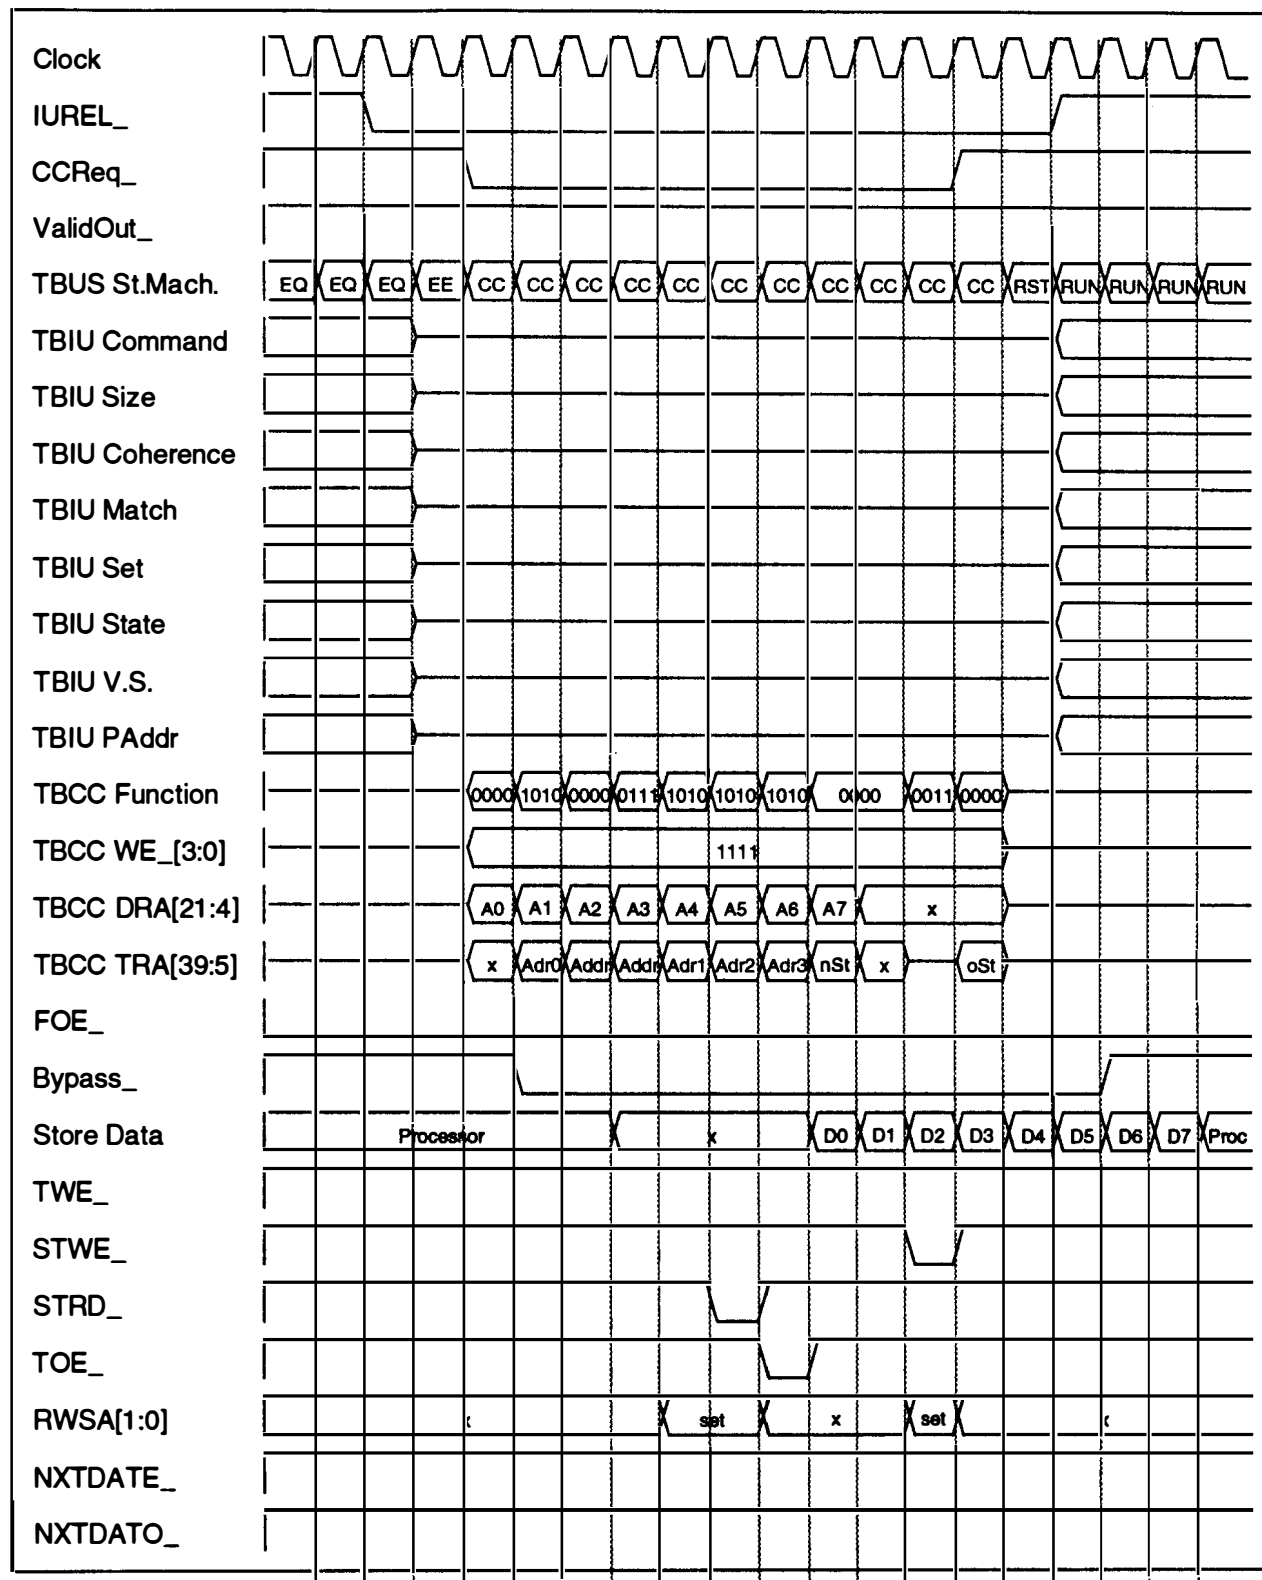 Clock
IUREL_
CCReq_
ValidOut_
TBUS St.Mach. EQ EQ EQ EE CC CC CC CC CC CC CC CC CC CC CC RST RUN RUN RUN RUN
TBIU Command
TBIU Size
TBIU Coherence
TBIU Match
TBIU Set
TBIU State
TBIU V.S.
TBIU PAddr
TBCC Function 0000 1010 0000 0111 1010 1010 1010 0000 0011 0000
TBCC WE_[3:0] 1111
TBCC DRA[21:4] A0 A1 A2 A3 A4 A5 A6 A7 x
TBCC TRA[39:5] x Adr0 Addr Addr Adr1 Adr2 Adr3 nSt x oSt
FOE_
Bypass_
Store Data Processor x D0 D1 D2 D3 D4 D5 D6 D7 Proc
TWE_
STWE_
STRD_
TOE_
RWSA[1:0] x set x set x
NXTDATE_
NXTDATO_